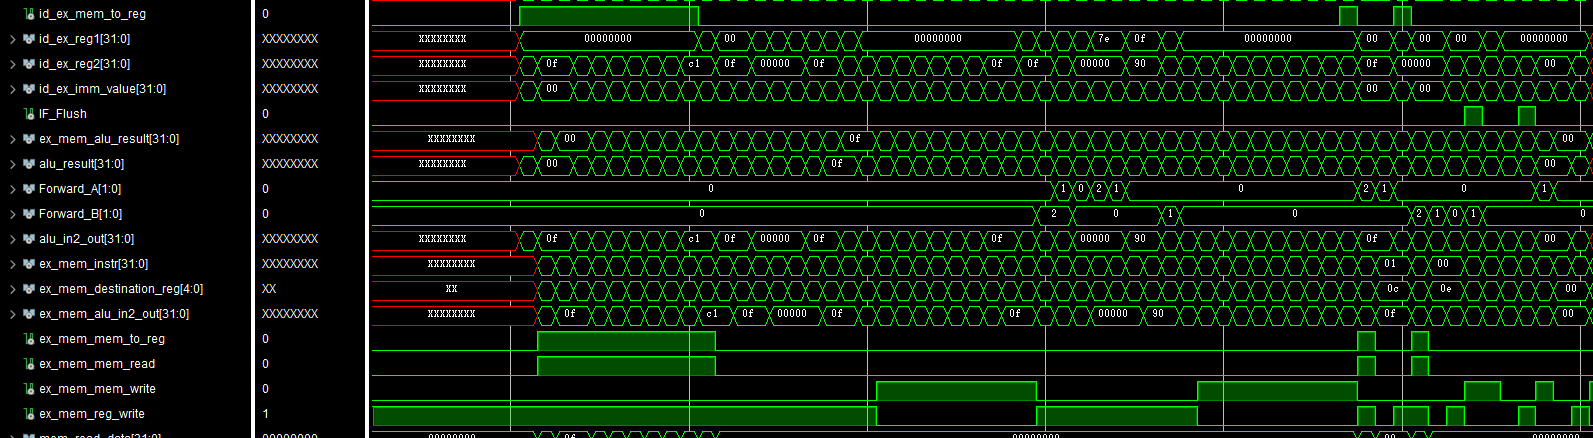 id_ex_mem_to_reg 0
id_ex_reg1[31:0] XXXXXXXX XXXXXXXX 00000000 00 00000000 7e 0f 00000000 00 00 00 00000000
id_ex_reg2[31:0] XXXXXXXX XXXXXXXX 0f c1 0f 00000 0f 0f 0f 00000 90 0f 00000 00
id_ex_imm_value[31:0] XXXXXXXX XXXXXXXX 00 00 00
IF_Flush 0
ex_mem_alu_result[31:0] XXXXXXXX XXXXXXXX 00 0f 00
alu_result[31:0] XXXXXXXX XXXXXXXX 00 0f 00
Forward_A[1:0] 0 0 1 0 2 1 0 2 1 0 1
Forward_B[1:0] 0 0 2 0 1 0 2 1 0 1 0
alu_in2_out[31:0] XXXXXXXX XXXXXXXX 0f c1 0f 00000 0f 0f 00000 90 0f 00
ex_mem_instr[31:0] XXXXXXXX XXXXXXXX 01 00
ex_mem_destination_reg[4:0] XX XX 0c 0e 00
ex_mem_alu_in2_out[31:0] XXXXXXXX XXXXXXXX 0f c1 0f 00000 0f 0f 00000 90 0f 00
ex_mem_mem_to_reg 0
ex_mem_mem_read 0
ex_mem_mem_write 0
ex_mem_reg_write 1